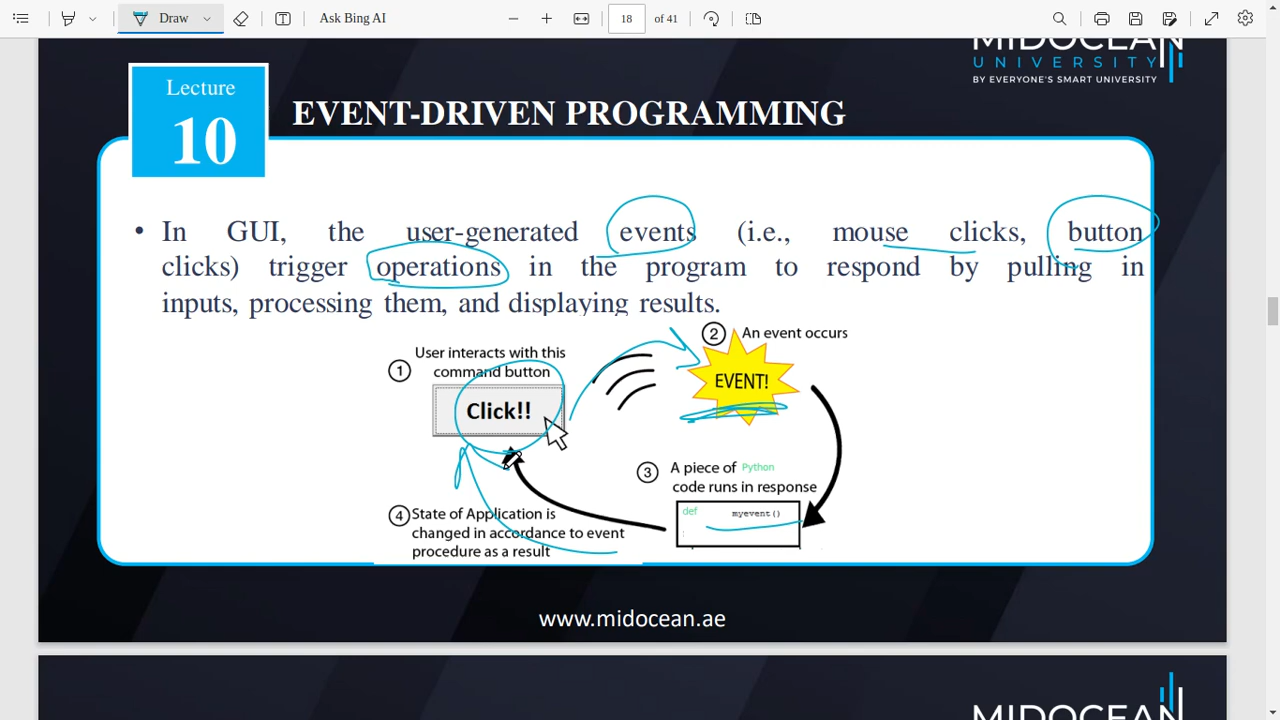 Draw
Ask Bing AI
18 of 41
MIDOCEAN
UNIVERSITY
BY EVERYONE'S SMART UNIVERSITY
Lecture
10
EVENT-DRIVEN PROGRAMMING
• In GUI, the user-generated events (i.e., mouse clicks, button
clicks) trigger operations in the program to respond by pulling in
inputs, processing them, and displaying results.
1 User interacts with this
command button
Click!!
2 An event occurs
EVENT!
3 A piece of Python
code runs in response
def myevent()
4 State of Application is
changed in accordance to event
procedure as a result
www.midocean.ae
MIDOCEAN